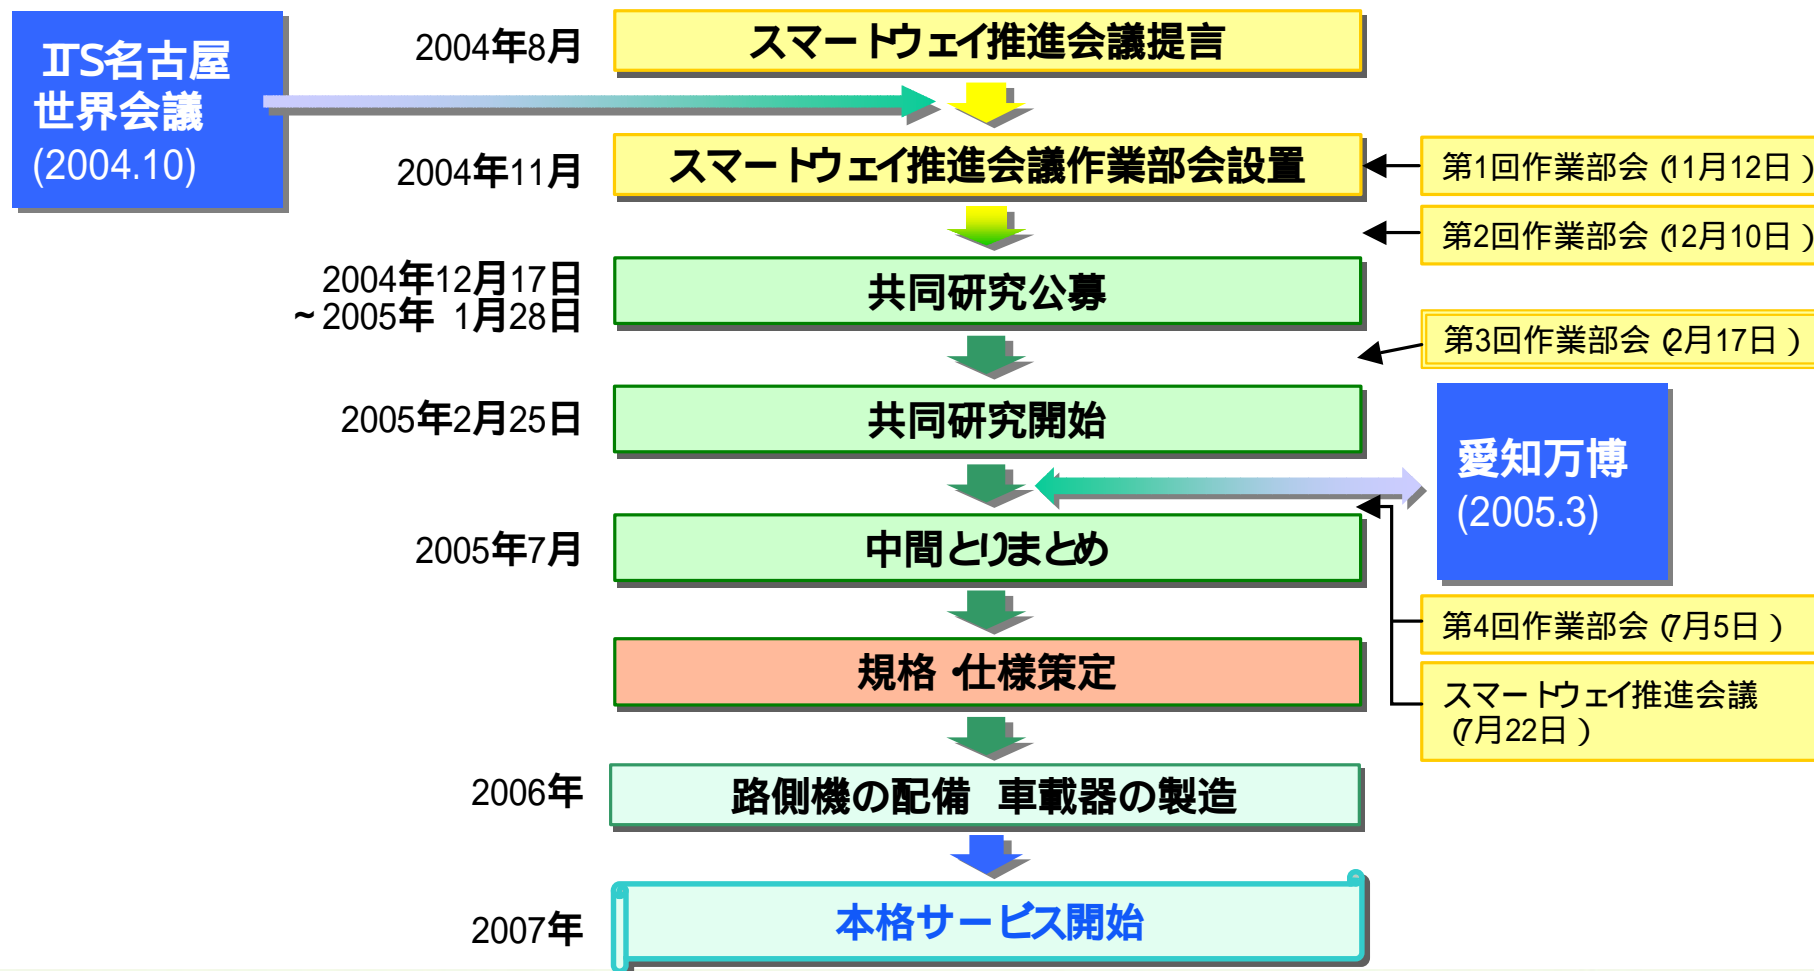 ITS名古屋
世界会議
(2004.10)
2004年8月
スマートウェイ推進会議提言
2004年11月
スマートウェイ推進会議作業部会設置
第1回作業部会(11月12日)
第2回作業部会(12月10日)
2004年12月17日
~2005年 1月28日
共同研究公募
第3回作業部会(2月17日)
2005年2月25日
共同研究開始
愛知万博
(2005.3)
2005年7月
中間とりまとめ
第4回作業部会(7月5日)
規格・仕様策定
スマートウェイ推進会議
(7月22日)
2006年
路側機の配備 車載器の製造
2007年
本格サービス開始